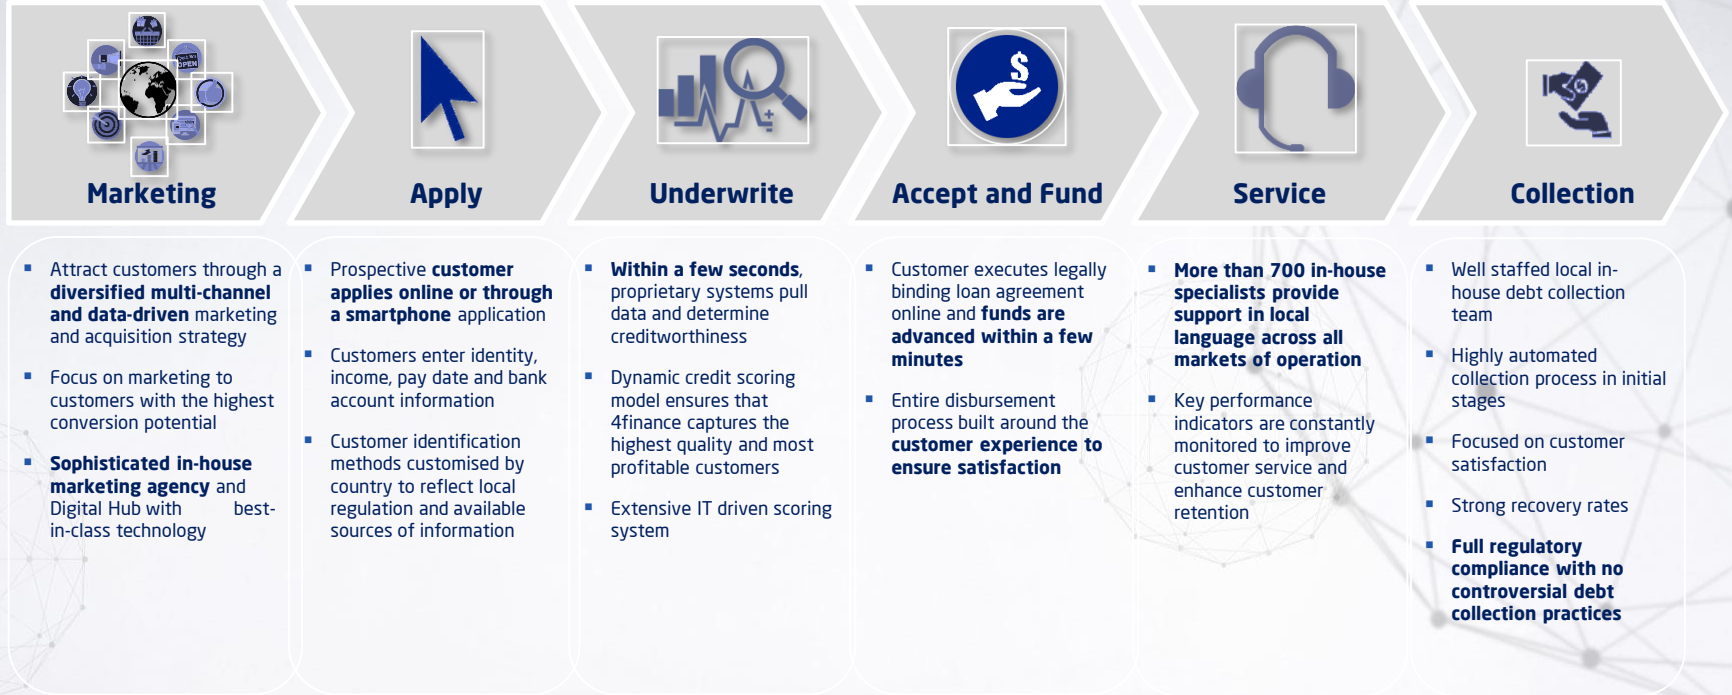 OPEN
Marketing
Apply
Underwrite
Accept and Fund
Service
Collection
▪ Attract customers through a
diversified multi-channel
and data-driven marketing
and acquisition strategy
▪ Focus on marketing to
customers with the highest
conversion potential
▪ Sophisticated in-house
marketing agency and
Digital Hub with best-
in-class technology
▪ Prospective customer
applies online or through
a smartphone application
▪ Customers enter identity,
income, pay date and bank
account information
▪ Customer identification
methods customised by
country to reflect local
regulation and available
sources of information
▪ Within a few seconds,
proprietary systems pull
data and determine
creditworthiness
▪ Dynamic credit scoring
model ensures that
4finance captures the
highest quality and most
profitable customers
▪ Extensive IT driven scoring
system
▪ Customer executes legally
binding loan agreement
online and funds are
advanced within a few
minutes
▪ Entire disbursement
process built around the
customer experience to
ensure satisfaction
▪ More than 700 in-house
specialists provide
support in local
language across all
markets of operation
▪ Key performance
indicators are constantly
monitored to improve
customer service and
enhance customer
retention
▪ Well staffed local in-
house debt collection
team
▪ Highly automated
collection process in initial
stages
▪ Focused on customer
satisfaction
▪ Strong recovery rates
▪ Full regulatory
compliance with no
controversial debt
collection practices